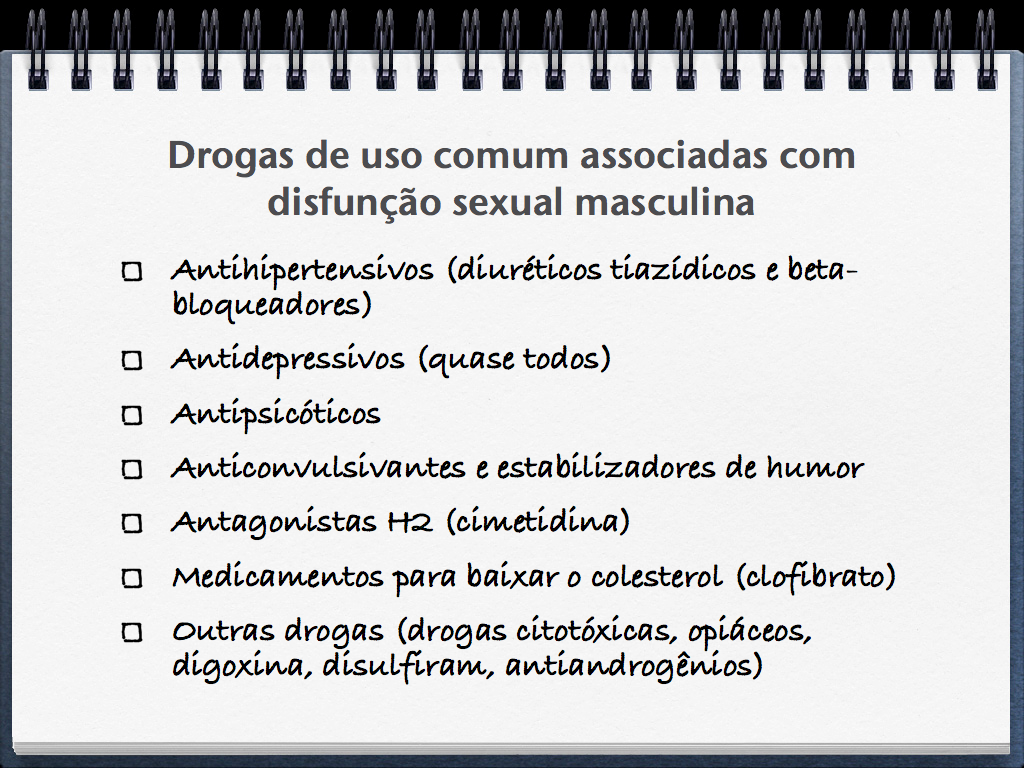 Drogas de uso comum associadas com
disfunção sexual masculina
Antihipertensivos (diuréticos tiazídicos e beta-
bloqueadores)
Antidepressivos (quase todos)
Antipsicóticos
Anticonvulsivantes e estabilizadores de humor
Antagonistas H2 (cimetidina)
Medicamentos para baixar o colesterol (clofibrato)
Outras drogas (drogas citotóxicas, opiáceos,
digoxina, disulfiram, antiandrogênios)